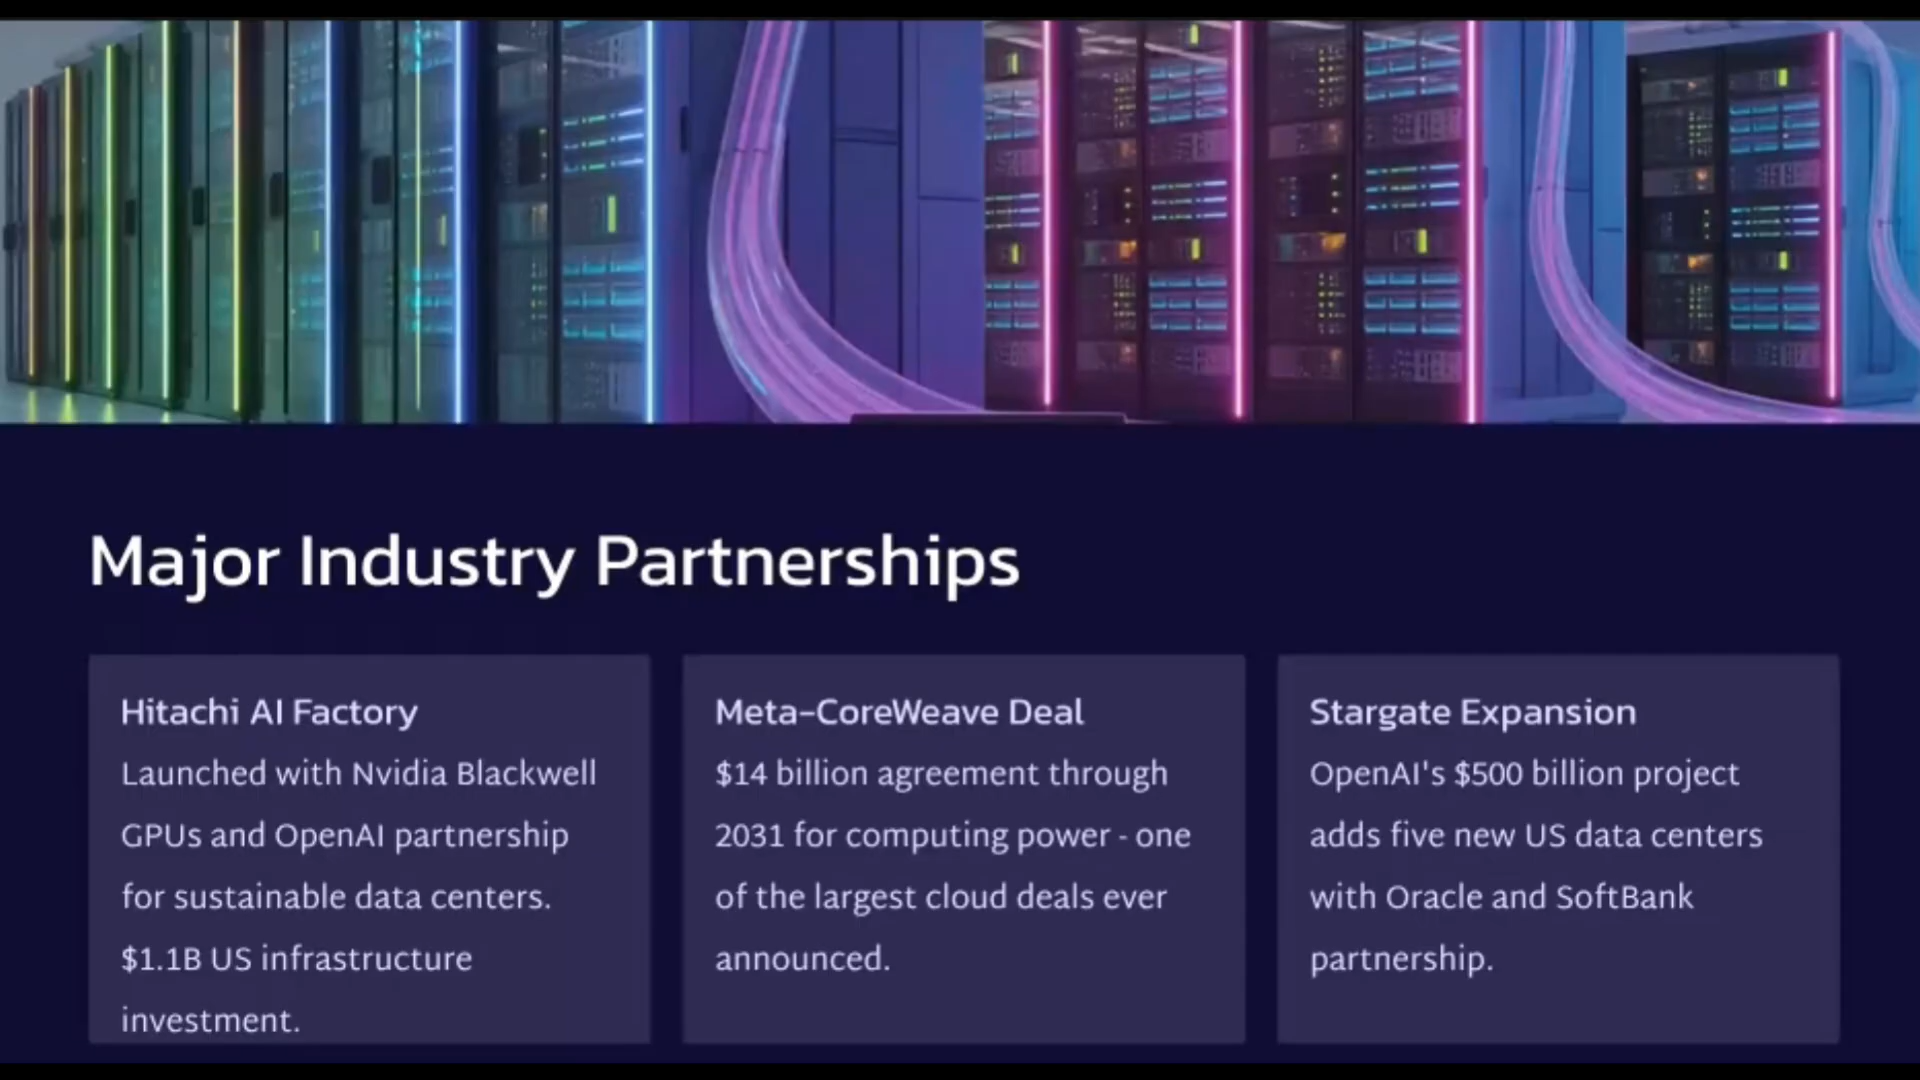 Major Industry Partnerships
Hitachi AI Factory
Launched with Nvidia Blackwell
GPUs and OpenAI partnership
for sustainable data centers.
$1.1B US infrastructure
investment.
Meta-CoreWeave Deal
$14 billion agreement through
2031 for computing power - one
of the largest cloud deals ever
announced.
Stargate Expansion
OpenAI's $500 billion project
adds five new US data centers
with Oracle and SoftBank
partnership.